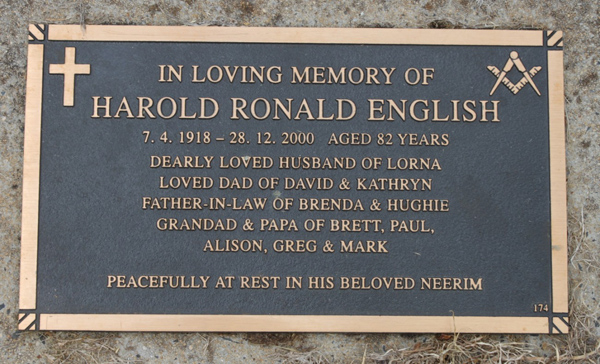 IN LOVING MEMORY OF
HAROLD RONALD ENGLISH
7. 4. 1918 – 28. 12. 2000 AGED 82 YEARS
DEARLY LOVED HUSBAND OF LORNA
LOVED DAD OF DAVID & KATHRYN
FATHER-IN-LAW OF BRENDA & HUGHIE
GRANDAD & PAPA OF BRETT, PAUL,
ALISON, GREG & MARK
PEACEFULLY AT REST IN HIS BELOVED NEERIM
174